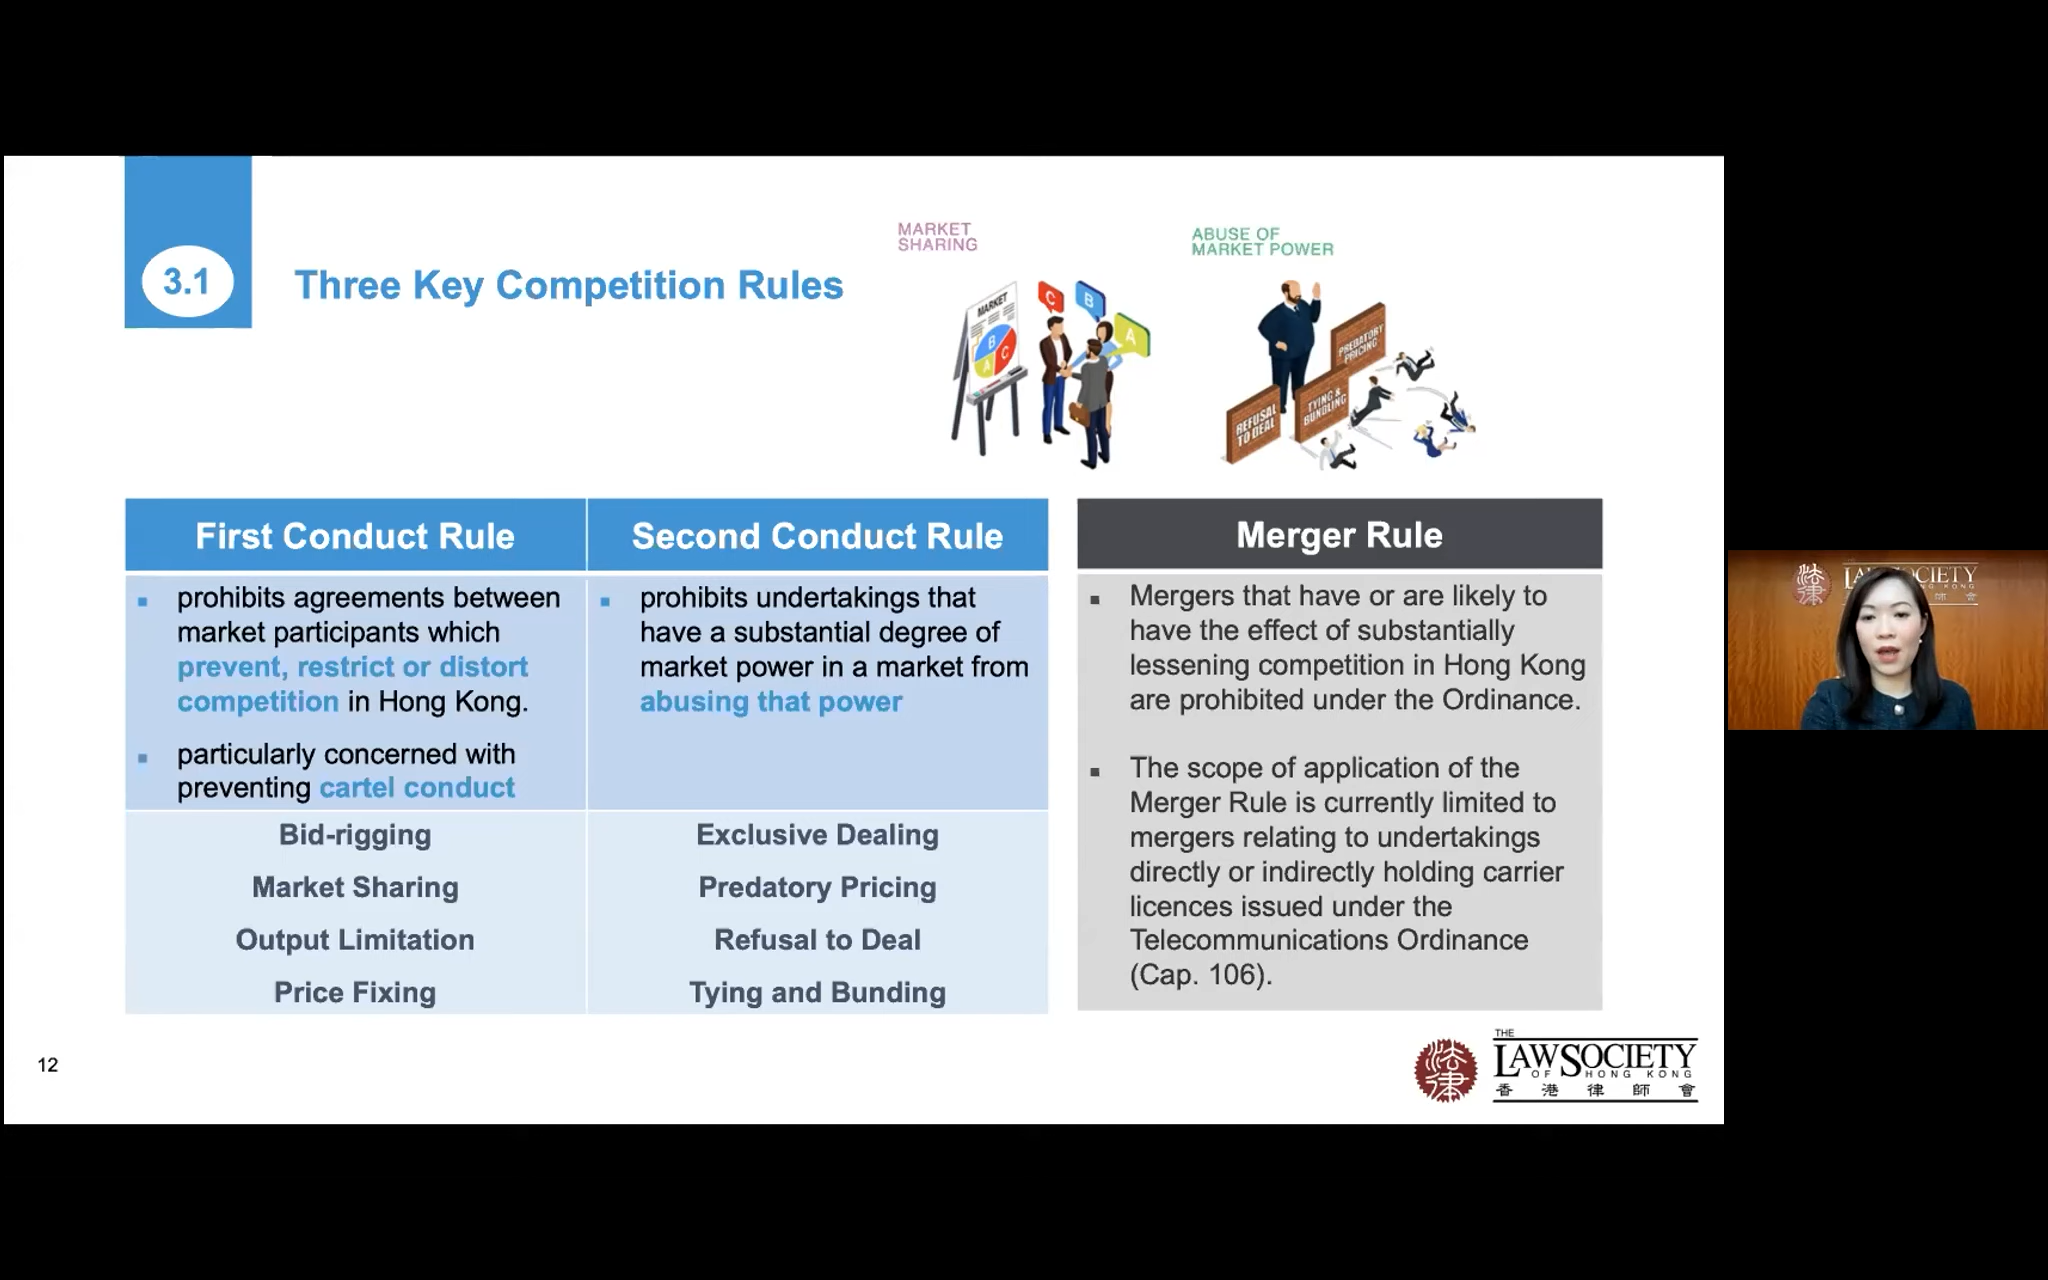 3.1
Three Key Competition Rules
MARKET
SHARING
MARKET
B
C
A
C
B
A
ABUSE OF
MARKET POWER
PREDATORY
PRICING
TYING &
BUNDLING
REFUSAL
TO DEAL
First Conduct Rule
prohibits agreements between
market participants which
prevent, restrict or distort
competition in Hong Kong.
particularly concerned with
preventing cartel conduct
Bid-rigging
Market Sharing
Output Limitation
Price Fixing
Second Conduct Rule
prohibits undertakings that
have a substantial degree of
market power in a market from
abusing that power
Exclusive Dealing
Predatory Pricing
Refusal to Deal
Tying and Bunding
Merger Rule
Mergers that have or are likely to
have the effect of substantially
lessening competition in Hong Kong
are prohibited under the Ordinance.
The scope of application of the
Merger Rule is currently limited to
mergers relating to undertakings
directly or indirectly holding carrier
licences issued under the
Telecommunications Ordinance
(Cap. 106).
12
法律
THE
LAW SOCIETY
OF HONG KONG
香港律師會